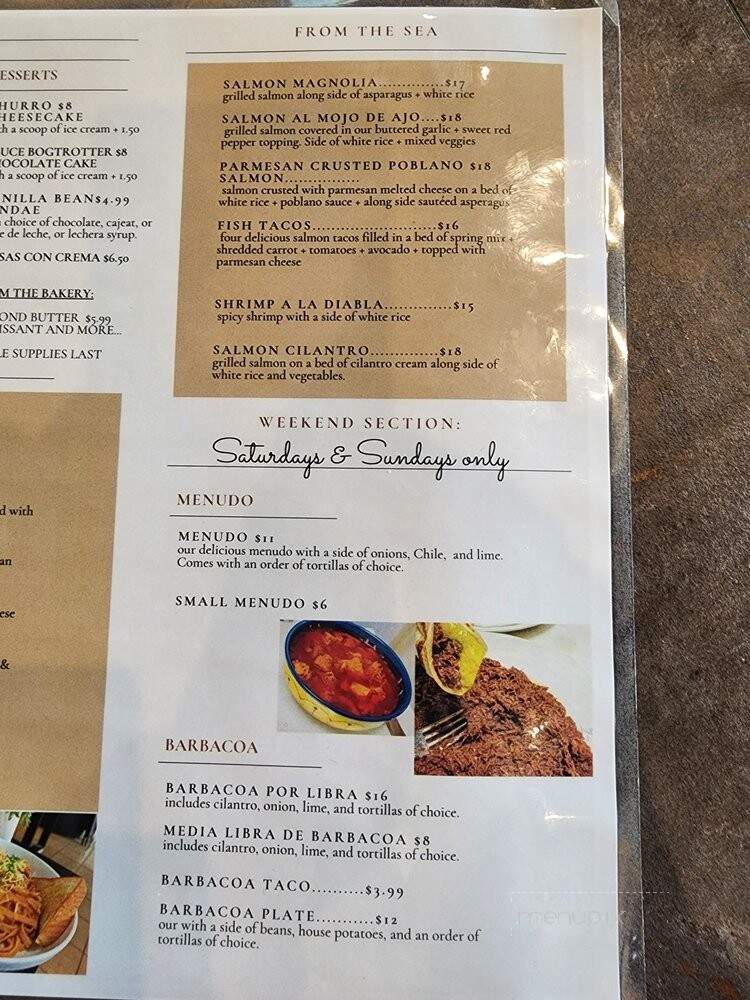 ESSERTS
HURRO $8
HEESECAKE
th a scoop of ice cream + 1.50
UCE BOGTROTTER $8
HOCOLATE CAKE
h a scoop of ice cream + 1.50
NILLA BEAN$4.99
NDAE
choice of chocolate, cajeat, or
e de leche, or lechera syrup.
SAS CON CREMA $6.50
M THE BAKERY:
OND BUTTER $5.99
ISSANT AND MORE...
LE SUPPLIES LAST
d with
an
ese
&
FROM THE SEA
SALMON MAGNOLIA..............$17
grilled salmon along side of asparagus + white rice
SALMON AL MOJO DE AJO....$18
grilled salmon covered in our buttered garlic + sweet red
pepper topping. Side of white rice + mixed veggies
PARMESAN CRUSTED POBLANO $18
SALMON................
salmon crusted with parmesan melted cheese on a bed of
white rice + poblano sauce + along side sautéed asperagus
FISH TACOS..........................$16
four delicious salmon tacos filled in a bed of spring mix +
shredded carrot + tomatoes + avocado + topped with
parmesan cheese
SHRIMP A LA DIABLA..............$15
spicy shrimp with a side of white rice
SALMON CILANTRO..............$18
grilled salmon on a bed of cilantro cream along side of
white rice and vegetables.
WEEKEND SECTION:
Saturdays & Sundays only
MENUDO
MENUDO $11
our delicious menudo with a side of onions, Chile, and lime.
Comes with an order of tortillas of choice.
SMALL MENUDO $6
BARBACOA
BARBACOA POR LIBRA $16
includes cilantro, onion, lime, and tortillas of choice.
MEDIA LIBRA DE BARBACOA $8
includes cilantro, onion, lime, and tortillas of choice.
BARBACOA TACO..........$3.99
BARBACOA PLATE...........$12
our with a side of beans, house potatoes, and an order of
tortillas of choice.